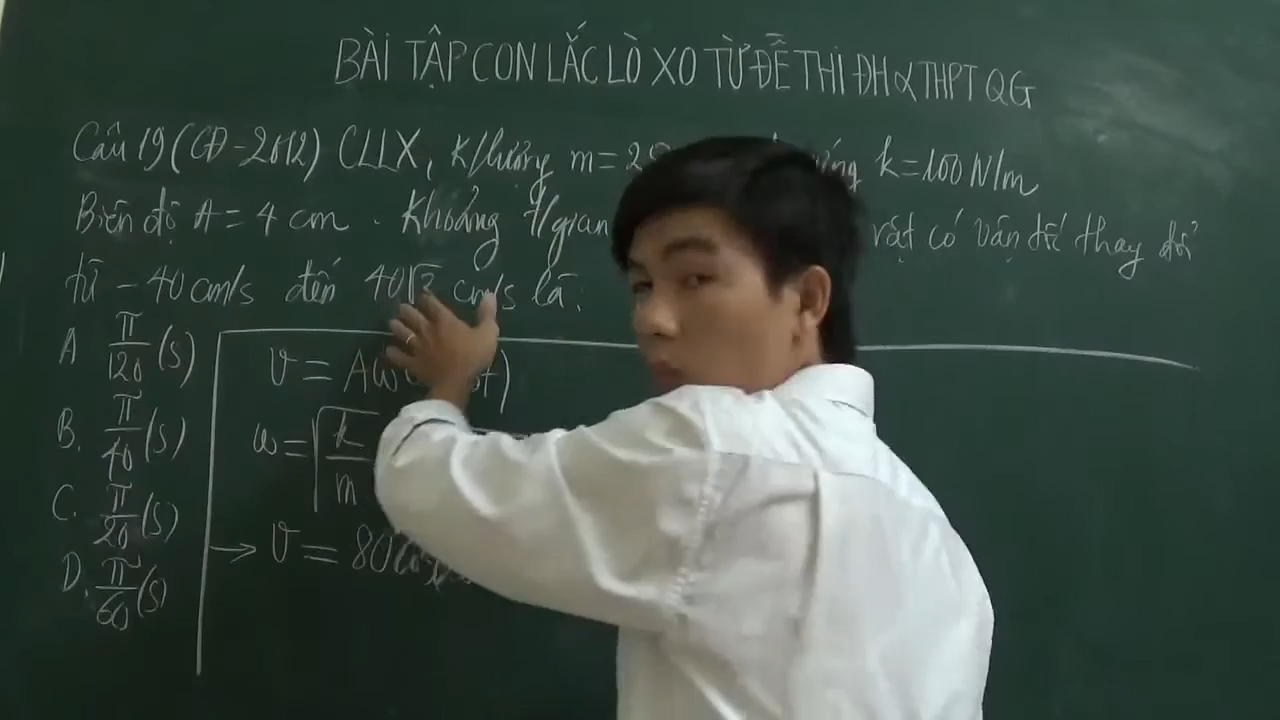 BÀI TẬP CON LẮC LÒ XO TỪ ĐỀ THI ĐH & THPT QG
Câu 19 (CĐ-2012) CLLX, K/lượng m = 25 k = 100 N/m
Biên độ A = 4 cm. Khoảng t/gian vật có vận tốc thay đổi
từ -40 cm/s đến 40√3 cm/s là:
A π/120 (s)
B. π/40 (s)
C. π/20 (s)
D. π/60 (s)
v = Aω t)
ω = √k/m
→ v = 80